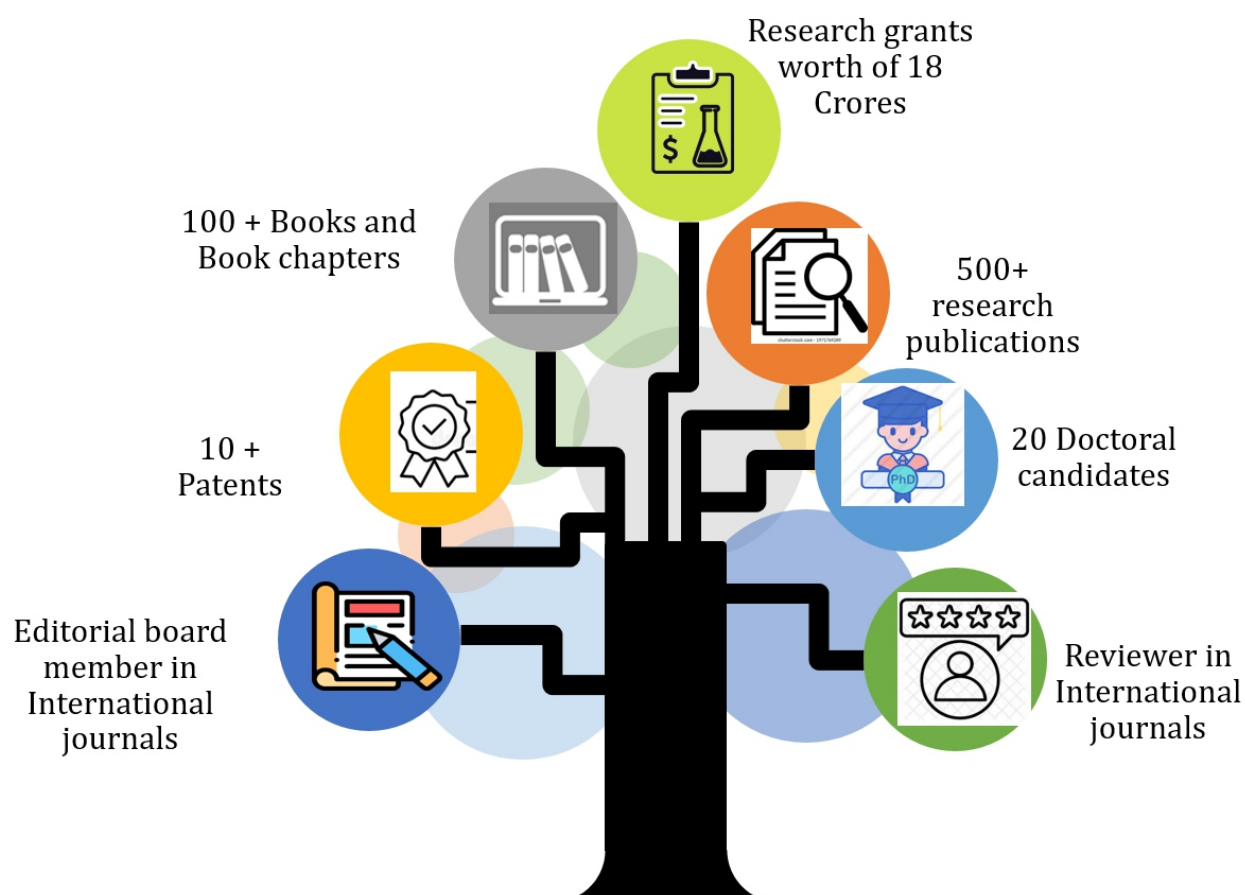 Research grants
worth of 18
Crores
100 + Books and
Book chapters
500+
research
publications
10 +
Patents
20 Doctoral
candidates
PhD
$
Editorial board
member in
International
journals
Reviewer in
International
journals